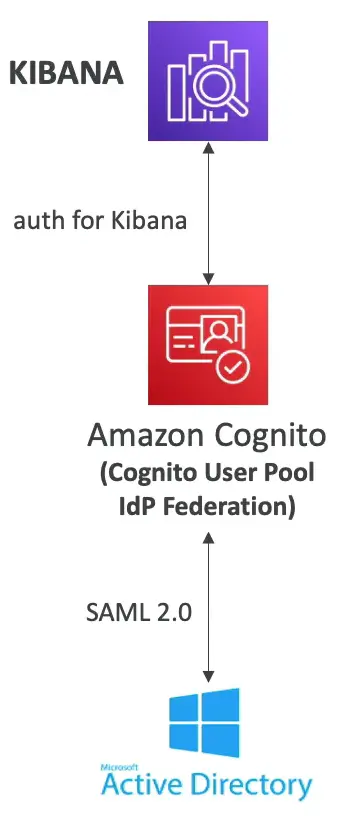 KIBANA
auth for Kibana
Amazon Cognito
(Cognito User Pool
IdP Federation)
SAML 2.0
Microsoft
Active Directory